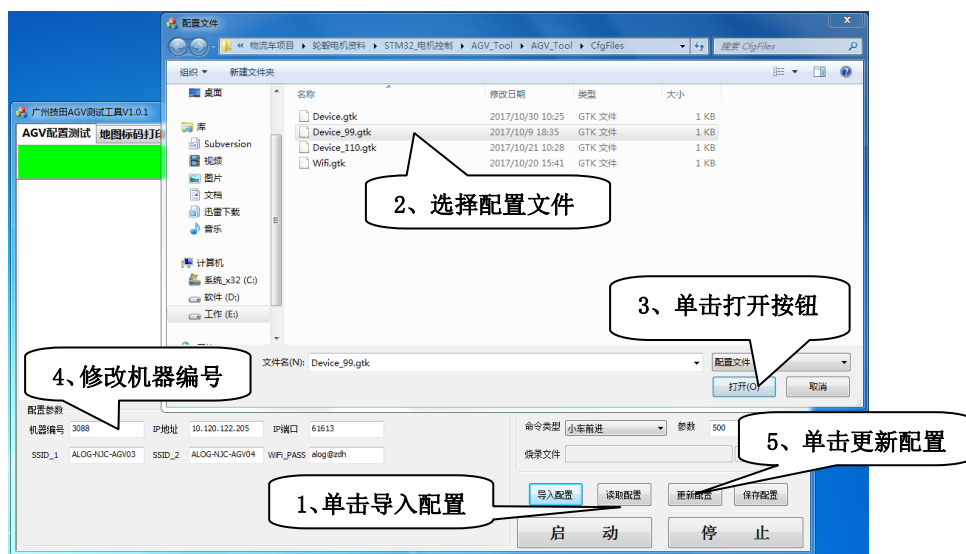 配置文件
x
« 物流车项目 ▸ 轮毂电机资料 ▸ STM32_电机控制 ▸ AGV_Tool ▸ AGV_Tool ▸ CfgFiles
搜索 CfgFiles
组织 新建文件夹
桌面
库
Subversion
视频
图片
文档
迅雷下载
音乐
计算机
系统_x32 (C:)
软件 (D:)
工作 (E:)
名称 修改日期 类型 大小
Device.gtk 2017/10/30 10:25 GTK 文件 1 KB
Device_99.gtk 2017/10/9 18:35 GTK 文件 1 KB
Device_110.gtk 2017/10/21 10:28 GTK 文件 1 KB
Wifi.gtk 2017/10/20 15:41 GTK 文件 1 KB
2、选择配置文件
3、单击打开按钮
文件名(N): Device_99.gtk 配置文件
打开(O) 取消
广州技田AGV测试工具V1.0.1
AGV配置测试 地图标码打印
4、修改机器编号
配置参数
机器编号 3088 IP地址 10.120.122.205 IP端口 61613
SSID_1 ALOG-NJC-AGV03 SSID_2 ALOG-NJC-AGV04 WiFi_PASS alog@zdh
命令类型 小车前进 参数 500
烧录文件
5、单击更新配置
1、单击导入配置
导入配置 读取配置 更新配置 保存配置
启 动 停 止